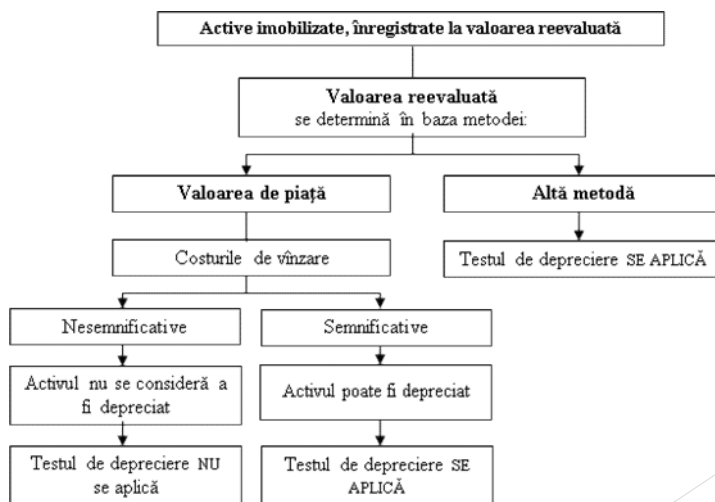 Active imobilizate, înregistrate la valoarea reevaluată
Valoarea reevaluată
se determină în baza metodei:
Valoarea de piață
Altă metodă
Costurile de vînzare
Testul de depreciere SE APLICĂ
Nesemnificative
Semnificative
Activul nu se consideră a
fi depreciat
Activul poate fi depreciat
Testul de depreciere NU
se aplică
Testul de depreciere SE
APLICĂ